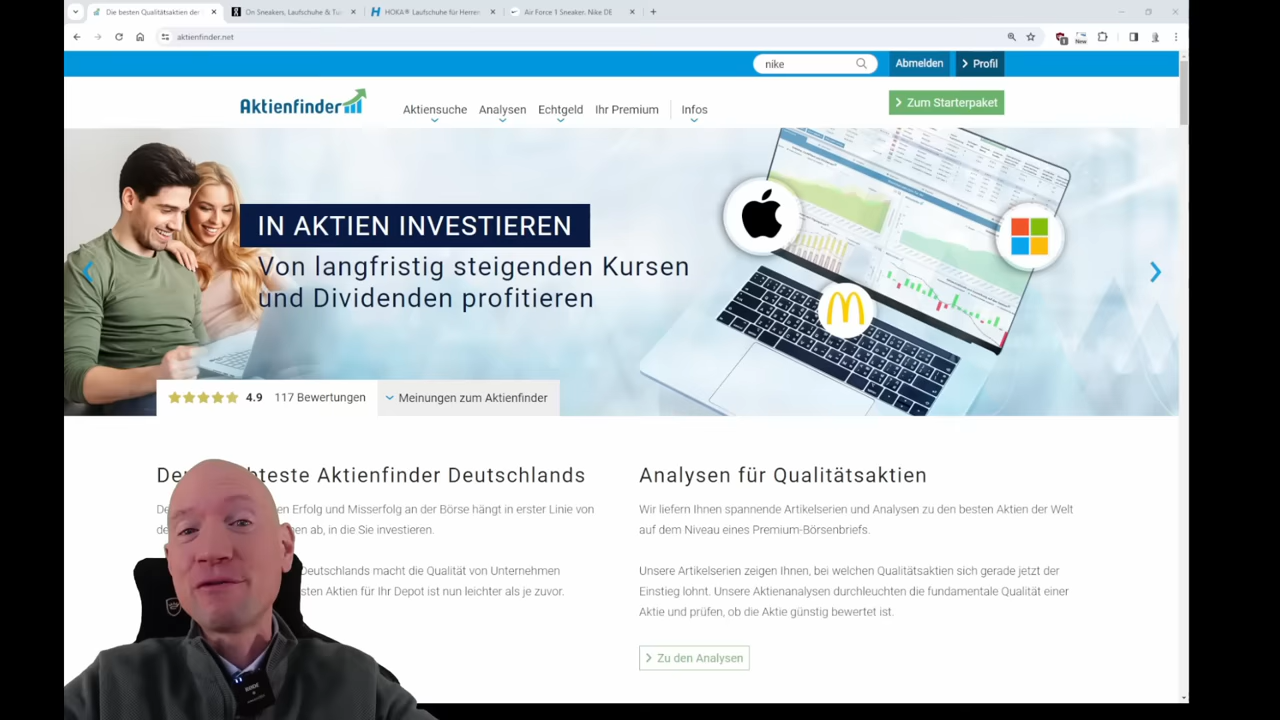 Die besten Qualitätsaktien der
On Sneakers, Laufschuhe &
HOKA® Laufschuhe für Herren
Air Force 1 Sneaker. Nike DE
aktienfinder.net
New
nike
Abmelden
Profil
Aktienfinder
Aktiensuche
Analysen
Echtgeld
Ihr Premium
Infos
Zum Starterpaket
IN AKTIEN INVESTIEREN
Von langfristig steigenden Kursen
und Dividenden profitieren
4.9 117 Bewertungen
Meinungen zum Aktienfinder
Aktienfinder Deutschlands
en Erfolg und Misserfolg an der Börse hängt in erster Linie von
ab, in die Sie investieren.
Deutschlands macht die Qualität von Unternehmen
Aktien für Ihr Depot ist nun leichter als je zuvor.
Analysen für Qualitätsaktien
Wir liefern Ihnen spannende Artikelserien und Analysen zu den besten Aktien der Welt
auf dem Niveau eines Premium-Börsenbriefs.
Unsere Artikelserien zeigen Ihnen, bei welchen Qualitätsaktien sich gerade jetzt der
Einstieg lohnt. Unsere Aktienanalysen durchleuchten die fundamentale Qualität einer
Aktie und prüfen, ob die Aktie günstig bewertet ist.
Zu den Analysen